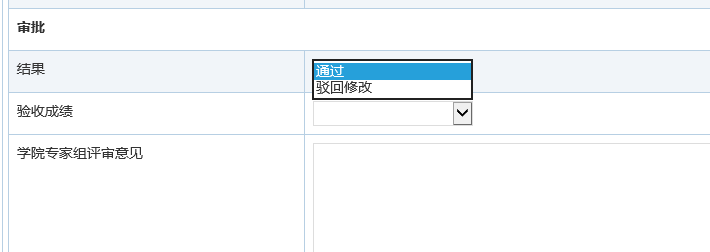 审批
结果
通过
驳回修改
验收成绩
学院专家组评审意见